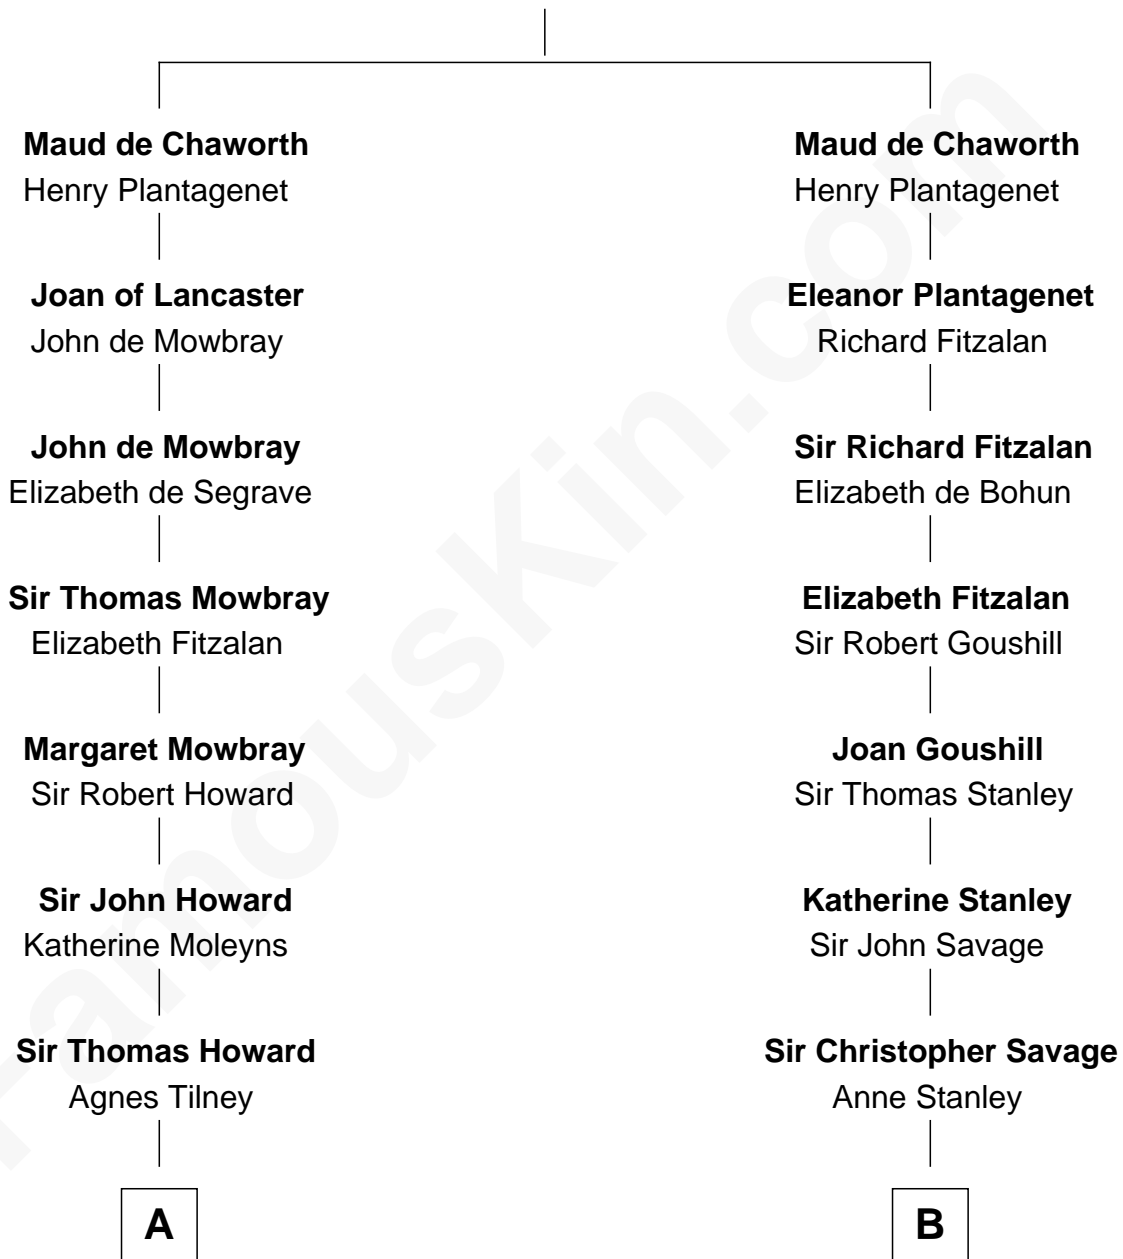 Maud de Chaworth
Henry Plantagenet
Joan of Lancaster
John de Mowbray
John de Mowbray
Elizabeth de Segrave
Sir Thomas Mowbray
Elizabeth Fitzalan
Margaret Mowbray
Sir Robert Howard
Sir John Howard
Katherine Moleyns
Sir Thomas Howard
Agnes Tilney
A
Maud de Chaworth
Henry Plantagenet
Eleanor Plantagenet
Richard Fitzalan
Sir Richard Fitzalan
Elizabeth de Bohun
Elizabeth Fitzalan
Sir Robert Goushill
Joan Goushill
Sir Thomas Stanley
Katherine Stanley
Sir John Savage
Sir Christopher Savage
Anne Stanley
B
FamousKin.com